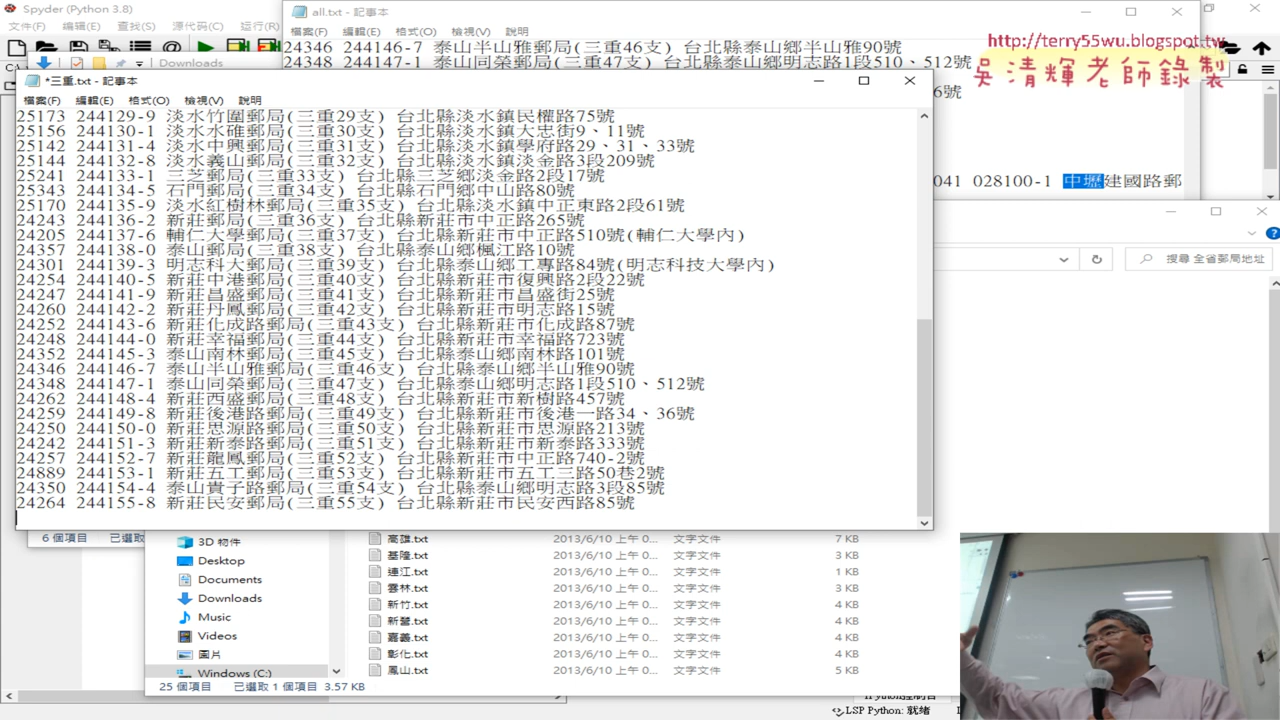 Spyder (Python 3.8)
文件(F) 編輯(E) 查找(S) 源代码(C) 运行(R)
Downloads
all.txt - 記事本
檔案(F) 編輯(E) 格式(O) 檢視(V) 說明
24346 244146-7 泰山半山雅郵局(三重46支) 台北縣泰山鄉半山雅90號
24348 244147-1 泰山同榮郵局(三重47支) 台北縣泰山鄉明志路1段510、512號
http://terry55wu.blogspot.tw
吳清輝老師錄製
6號
041 028100-1 中壢建國路郵
*三重.txt - 記事本
檔案(F) 編輯(E) 格式(O) 檢視(V) 說明
25173 244129-9 淡水竹圍郵局(三重29支) 台北縣淡水鎮民權路75號
25156 244130-1 淡水水碓郵局(三重30支) 台北縣淡水鎮大忠街9、11號
25142 244131-4 淡水中興郵局(三重31支) 台北縣淡水鎮學府路29、31、33號
25144 244132-8 淡水義山郵局(三重32支) 台北縣淡水鎮淡金路3段209號
25241 244133-1 三芝郵局(三重33支) 台北縣三芝鄉淡金路2段17號
25343 244134-5 石門郵局(三重34支) 台北縣石門鄉中山路80號
25170 244135-9 淡水紅樹林郵局(三重35支) 台北縣淡水鎮中正東路2段61號
24243 244136-2 新莊郵局(三重36支) 台北縣新莊市中正路265號
24205 244137-6 輔仁大學郵局(三重37支) 台北縣新莊市中正路510號(輔仁大學內)
24357 244138-0 泰山郵局(三重38支) 台北縣泰山鄉楓江路10號
24301 244139-3 明志科大郵局(三重39支) 台北縣泰山鄉工專路84號(明志科技大學內)
24254 244140-5 新莊中港郵局(三重40支) 台北縣新莊市復興路2段22號
24247 244141-9 新莊昌盛郵局(三重41支) 台北縣新莊市昌盛街25號
24260 244142-2 新莊丹鳳郵局(三重42支) 台北縣新莊市明志路15號
24252 244143-6 新莊化成路郵局(三重43支) 台北縣新莊市化成路87號
24248 244144-0 新莊幸福郵局(三重44支) 台北縣新莊市幸福路723號
24352 244145-3 泰山南林郵局(三重45支) 台北縣泰山鄉南林路101號
24346 244146-7 泰山半山雅郵局(三重46支) 台北縣泰山鄉半山雅90號
24348 244147-1 泰山同榮郵局(三重47支) 台北縣泰山鄉明志路1段510、512號
24262 244148-4 新莊西盛郵局(三重48支) 台北縣新莊市新樹路457號
24259 244149-8 新莊後港路郵局(三重49支) 台北縣新莊市後港一路34、36號
24250 244150-0 新莊思源路郵局(三重50支) 台北縣新莊市思源路213號
24242 244151-3 新莊新泰路郵局(三重51支) 台北縣新莊市新泰路333號
24257 244152-7 新莊龍鳳郵局(三重52支) 台北縣新莊市中正路740-2號
24889 244153-1 新莊五工郵局(三重53支) 台北縣新莊市五工三路50巷2號
24350 244154-4 泰山貴子路郵局(三重54支) 台北縣泰山鄉明志路3段85號
24264 244155-8 新莊民安郵局(三重55支) 台北縣新莊市民安西路85號
搜尋 全省郵局地址
6 個項目 已選取
3D 物件
Desktop
Documents
Downloads
Music
Videos
圖片
Windows (C:)
高雄.txt 2013/6/10 上午 0... 文字文件 7 KB
基隆.txt 2013/6/10 上午 0... 文字文件 3 KB
連江.txt 2013/6/10 上午 0... 文字文件 1 KB
雲林.txt 2013/6/10 上午 0... 文字文件 3 KB
新竹.txt 2013/6/10 上午 0... 文字文件 4 KB
新營.txt 2013/6/10 上午 0... 文字文件 4 KB
嘉義.txt 2013/6/10 上午 0... 文字文件 4 KB
彰化.txt 2013/6/10 上午 0... 文字文件 4 KB
鳳山.txt 2013/6/10 上午 0... 文字文件 5 KB
25 個項目 已選取 1 個項目 3.57 KB
LSP Python: 就绪